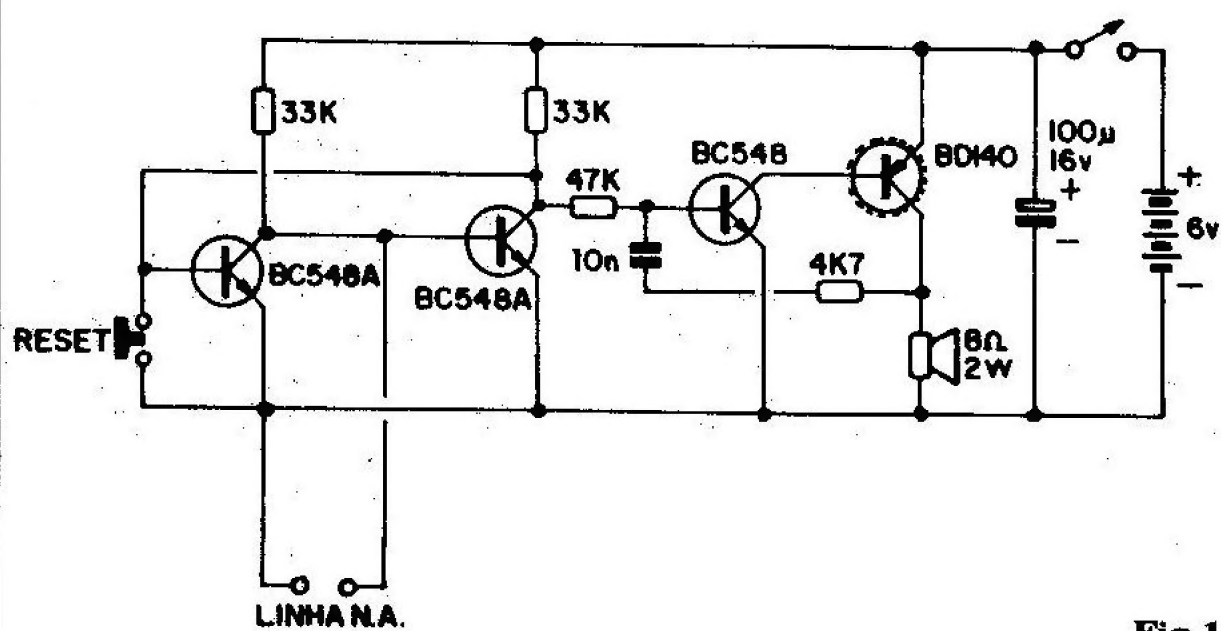 33K
33K
BC548
BD140
100µ
16v
+
+
6v
47K
10n
BC548A
BC548A
4K7
RESET
8Ω
2W
−
−
LINHA N.A.
Fig.1